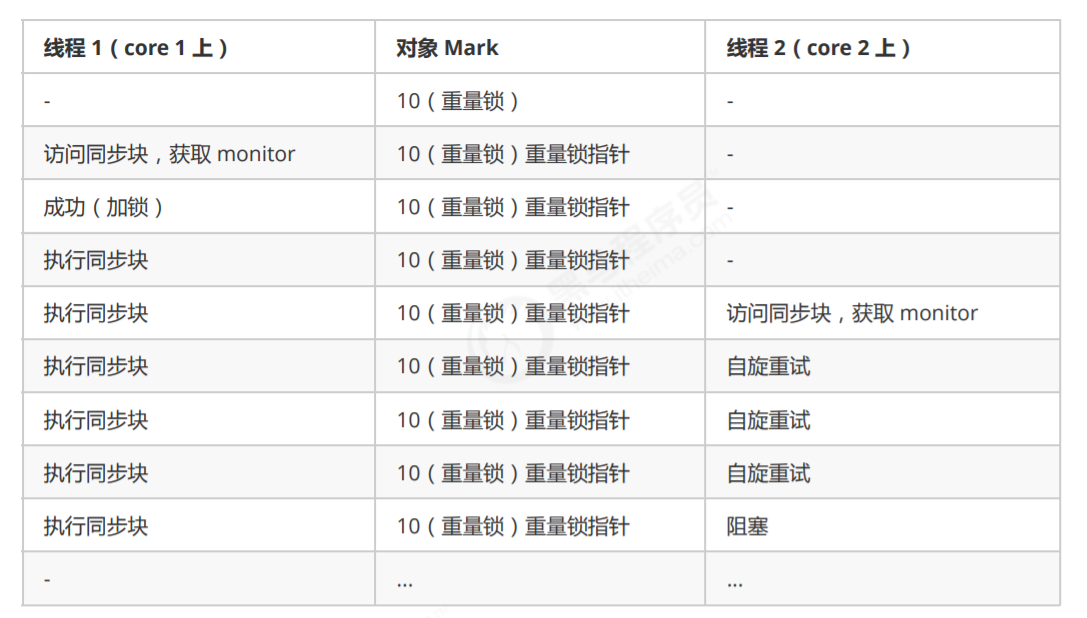 线程 1（core 1 上） 对象 Mark 线程 2（core 2 上）
- 10（重量锁） -
访问同步块，获取 monitor 10（重量锁）重量锁指针 -
成功（加锁） 10（重量锁）重量锁指针 -
执行同步块 10（重量锁）重量锁指针 -
执行同步块 10（重量锁）重量锁指针 访问同步块，获取 monitor
执行同步块 10（重量锁）重量锁指针 自旋重试
执行同步块 10（重量锁）重量锁指针 自旋重试
执行同步块 10（重量锁）重量锁指针 自旋重试
执行同步块 10（重量锁）重量锁指针 阻塞
- ... ...